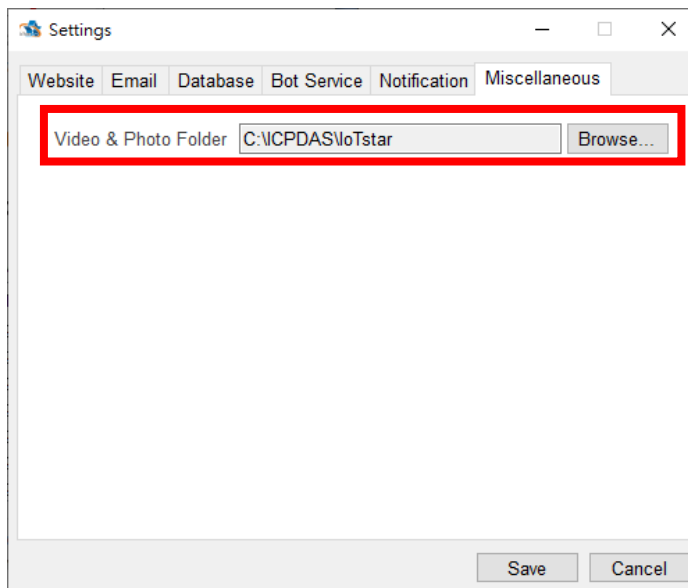 Settings
Website Email Database Bot Service Notification Miscellaneous
Video & Photo Folder C:\ICPDAS\IoTstar Browse...
Save Cancel